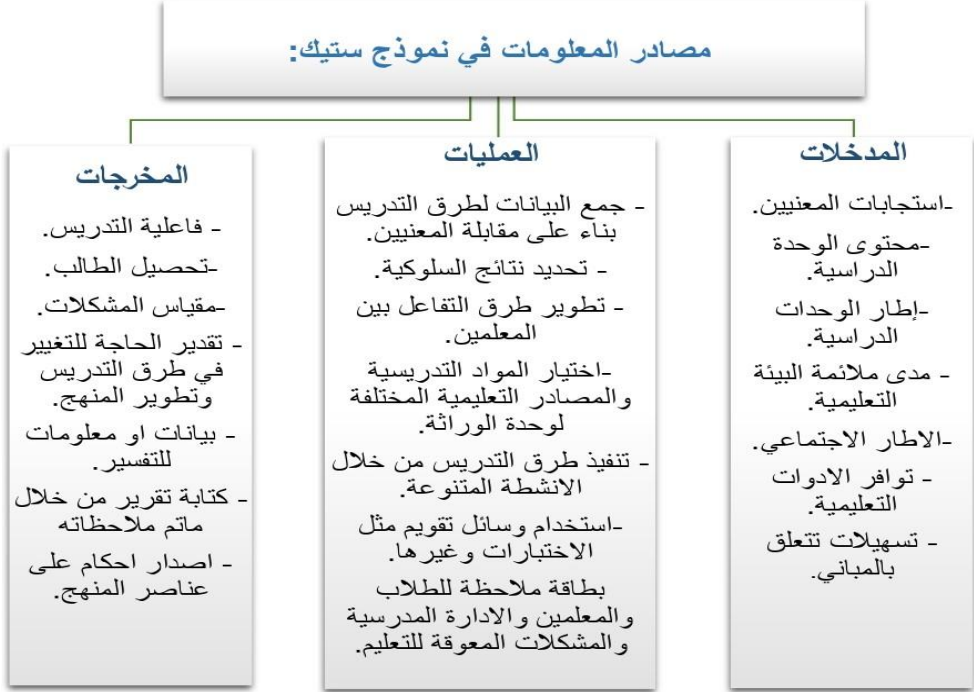 مصادر المعلومات في نموذج ستيك:
المدخلات
-استجابات المعنيين.
-محتوى الوحدة
الدراسية.
-إطار الوحدات
الدراسية.
- مدى ملائمة البيئة
التعليمية.
-الاطار الاجتماعي.
- توافر الادوات
التعليمية.
- تسهيلات تتعلق
بالمباني.
العمليات
- جمع البيانات لطرق التدريس
بناء على مقابلة المعنيين.
- تحديد نتائج السلوكية.
- تطوير طرق التفاعل بين
المعلمين.
-اختيار المواد التدريسية
والمصادر التعليمية المختلفة
لوحدة الوراثة.
- تنفيذ طرق التدريس من خلال
الانشطة المتنوعة.
-استخدام وسائل تقويم مثل
الاختبارات وغيرها.
بطاقة ملاحظة للطلاب
والمعلمين والادارة المدرسية
والمشكلات المعوقة للتعليم.
المخرجات
- فاعلية التدريس.
-تحصيل الطالب.
-مقياس المشكلات.
- تقدير الحاجة للتغيير
في طرق التدريس
وتطوير المنهج.
- بيانات او معلومات
للتفسير.
- كتابة تقرير من خلال
ماتم ملاحظاته
- اصدار احكام على
عناصر المنهج.